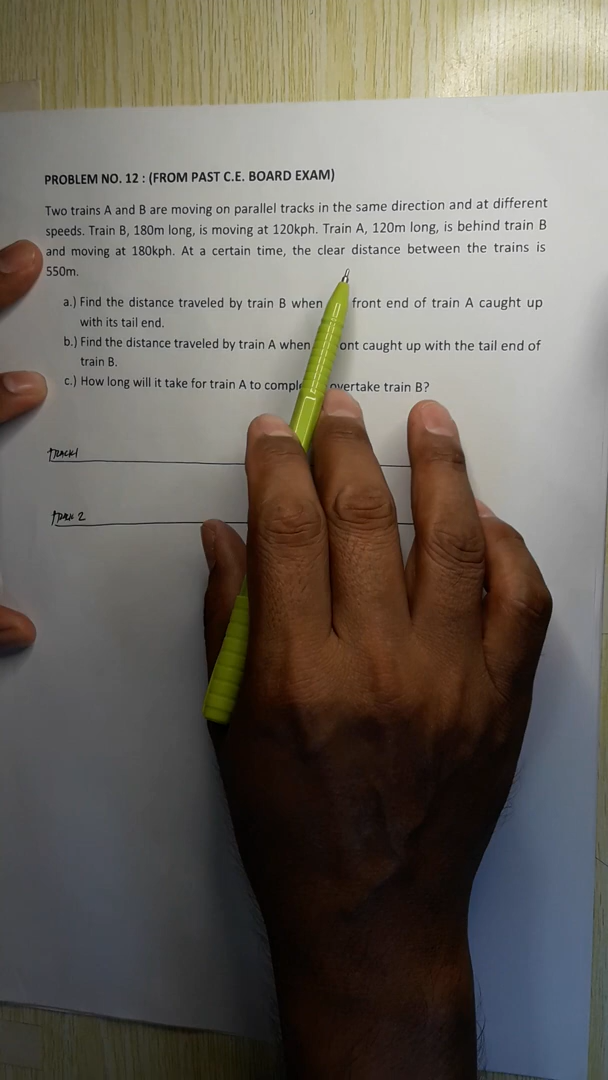 PROBLEM NO. 12 : (FROM PAST C.E. BOARD EXAM)
Two trains A and B are moving on parallel tracks in the same direction and at different
speeds. Train B, 180m long, is moving at 120kph. Train A, 120m long, is behind train B
and moving at 180kph. At a certain time, the clear distance between the trains is
550m.
a.) Find the distance traveled by train B when front end of train A caught up
with its tail end.
b.) Find the distance traveled by train A when ont caught up with the tail end of
train B.
c.) How long will it take for train A to comple overtake train B?
TRACK1
TRACK 2